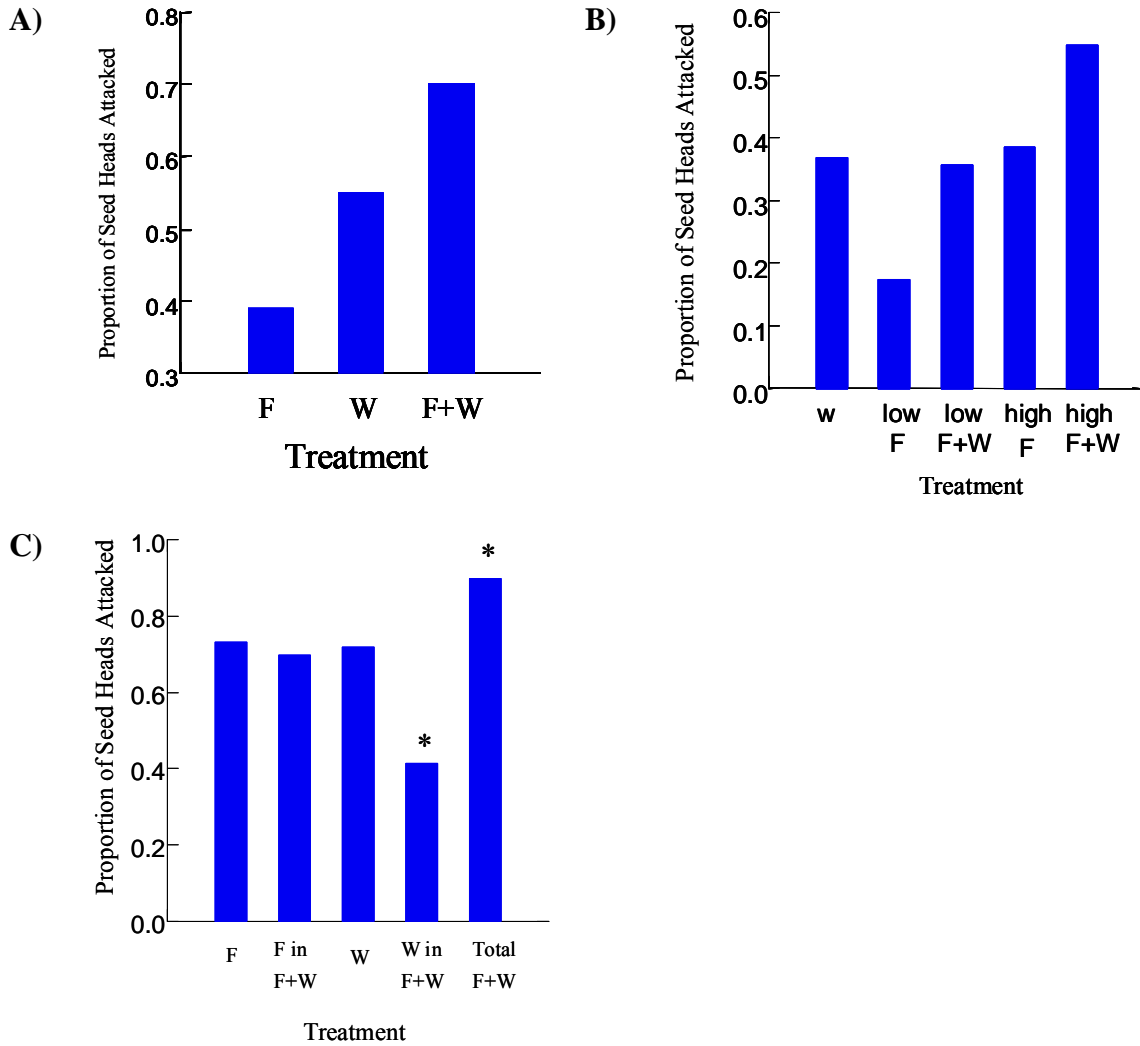 A)
Proportion of Seed Heads Attacked
0.8
0.7
0.6
0.5
0.4
0.3
F W F+W
Treatment
B)
Proportion of Seed Heads Attacked
0.6
0.5
0.4
0.3
0.2
0.1
0.0
w low low high high
F F+W F F+W
Treatment
C)
Proportion of Seed Heads Attacked
1.0
0.8
0.6
0.4
0.2
0.0
*
*
F F in W W in Total
F+W F+W F+W
Treatment